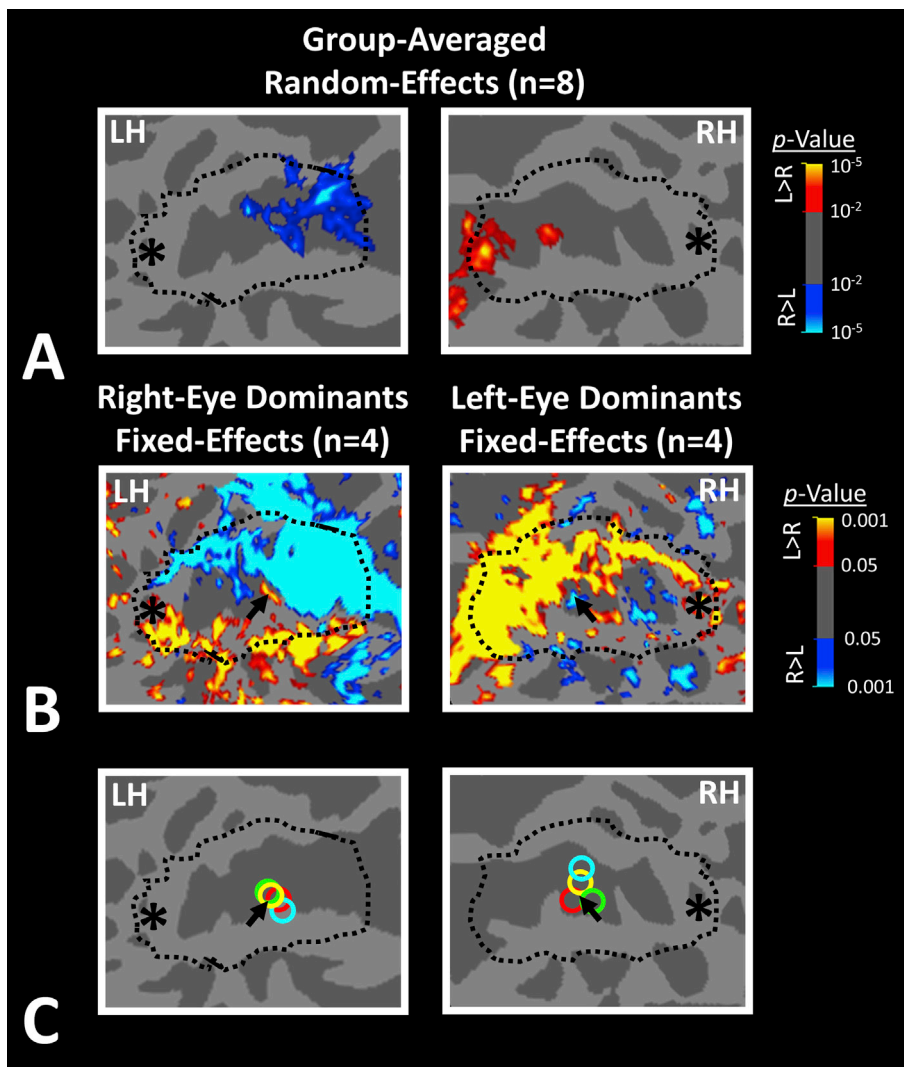 Group-Averaged
Random-Effects (n=8)
LH
RH
p-Value
L>R
10-5
10-2
R>L
10-2
10-5
A
Right-Eye Dominants
Fixed-Effects (n=4)
Left-Eye Dominants
Fixed-Effects (n=4)
LH
RH
p-Value
L>R
0.001
0.05
R>L
0.05
0.001
B
LH
RH
C